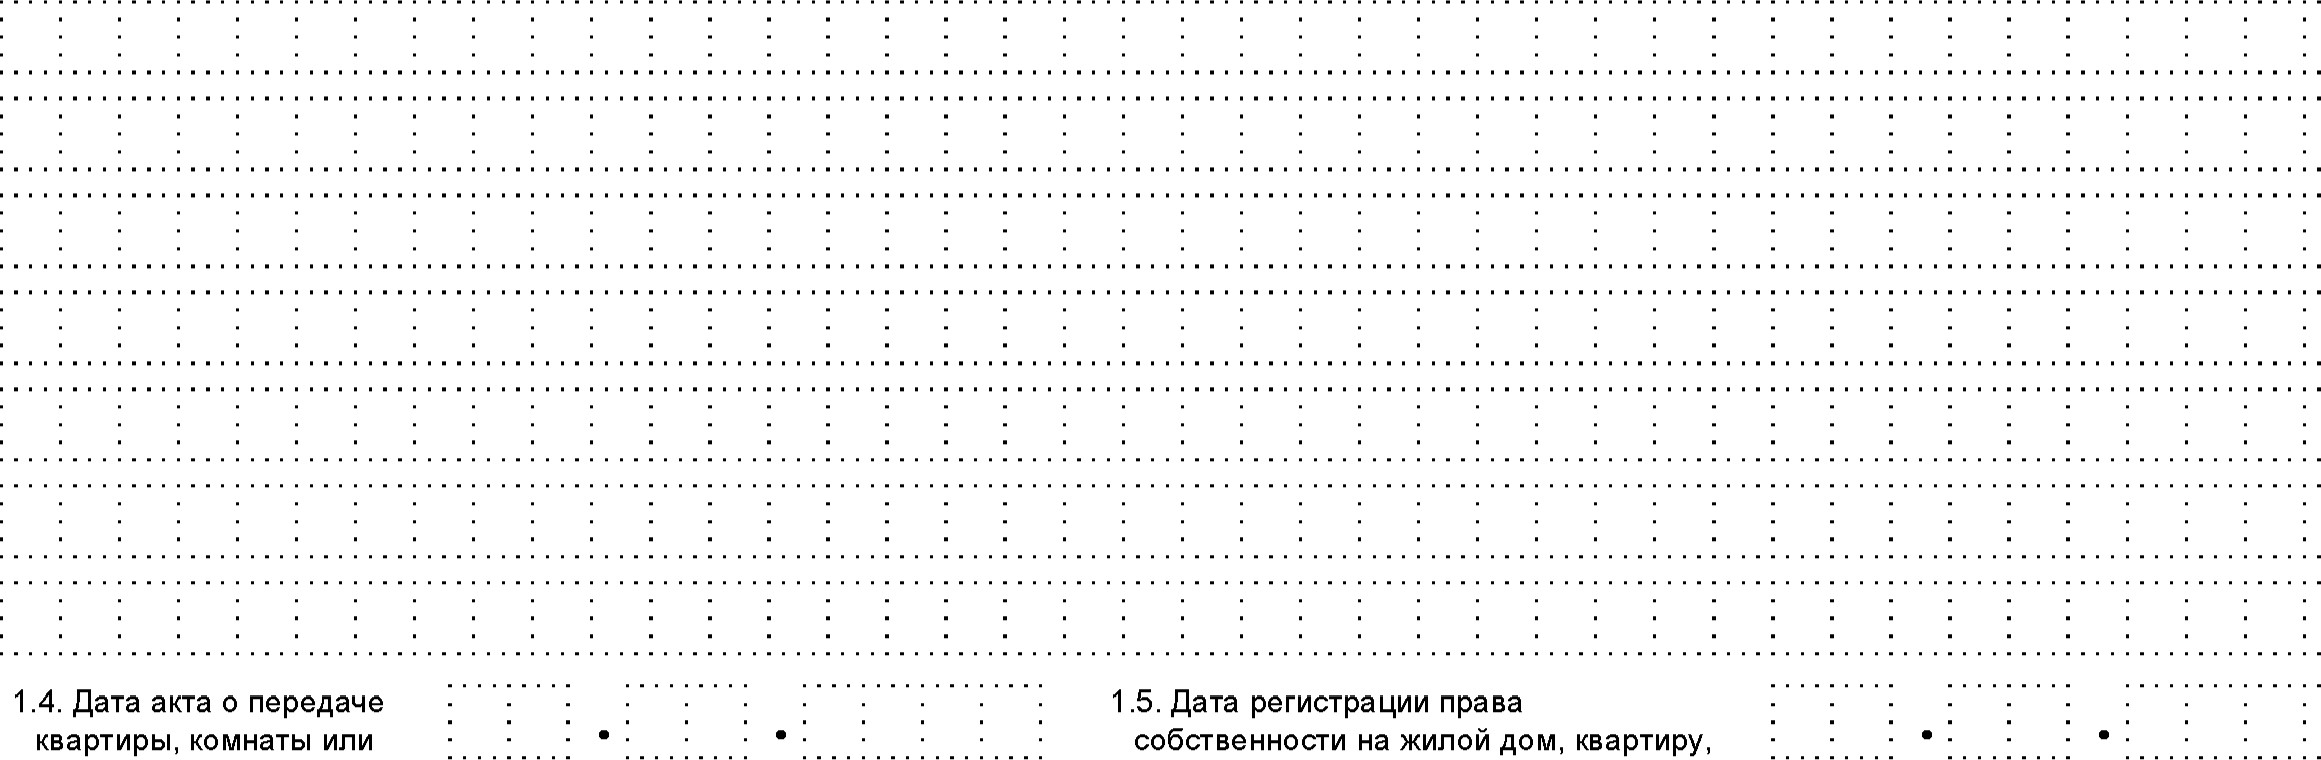 1.4. Дата акта о передаче
квартиры, комнаты или
1.5. Дата регистрации права
собственности на жилой дом, квартиру,